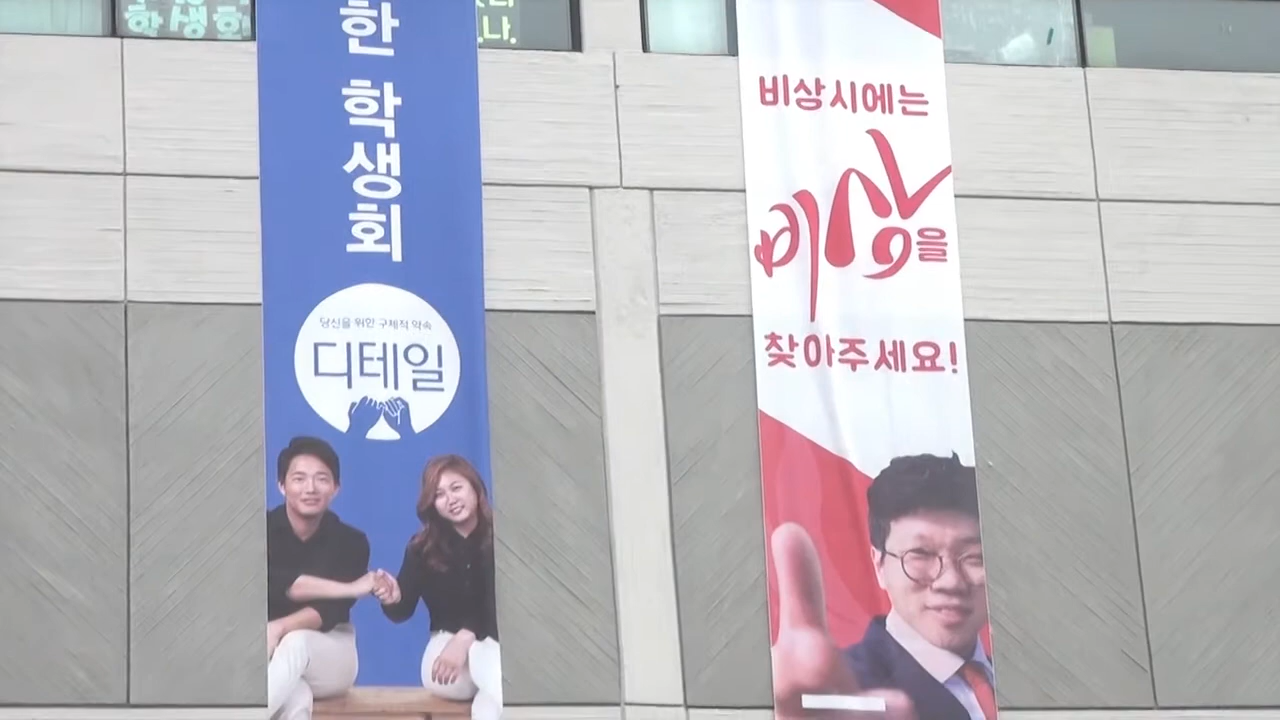 학생회
한 학생회
당신을 위한 구체적 약속
디테일
비상시에는
비상을
찾아주세요!